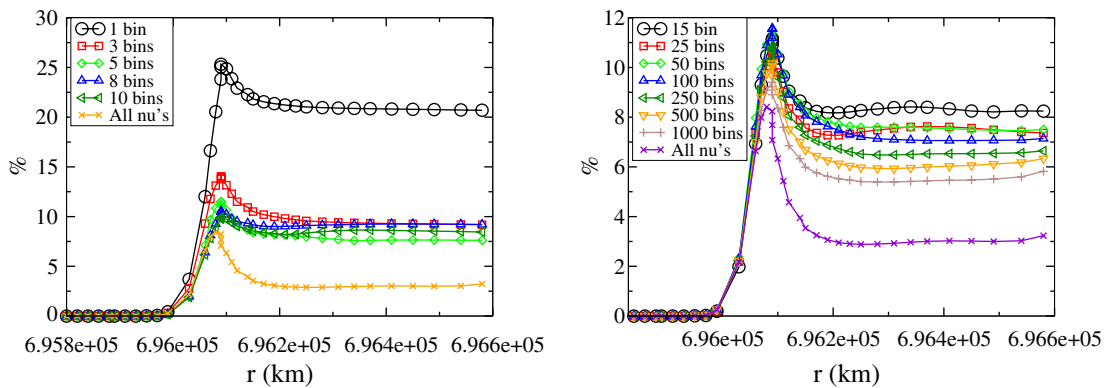 30
25
20
15
10
5
0
%
1 bin
3 bins
5 bins
8 bins
10 bins
All nu's
6.958e+05 6.96e+05 6.962e+05 6.964e+05 6.966e+05
r (km)
12
10
8
6
4
2
0
%
15 bin
25 bins
50 bins
100 bins
250 bins
500 bins
1000 bins
All nu's
6.96e+05 6.962e+05 6.964e+05 6.966e+05
r (km)